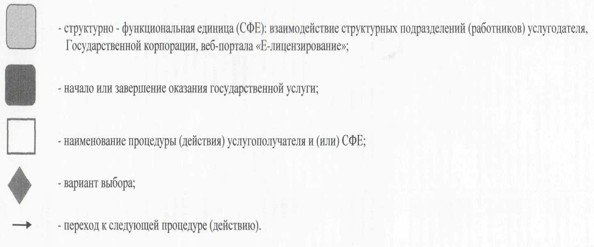 - структурно - функциональная единица (СФЕ): взаимодействие структурных подразделений (работников) услугодателя,
Государственной корпорации, веб-портала «Е-лицензирование»;
- начало или завершение оказания государственной услуги;
- наименование процедуры (действия) услугополучателя и (или) СФЕ;
- вариант выбора;
- переход к следующей процедуре (действию).